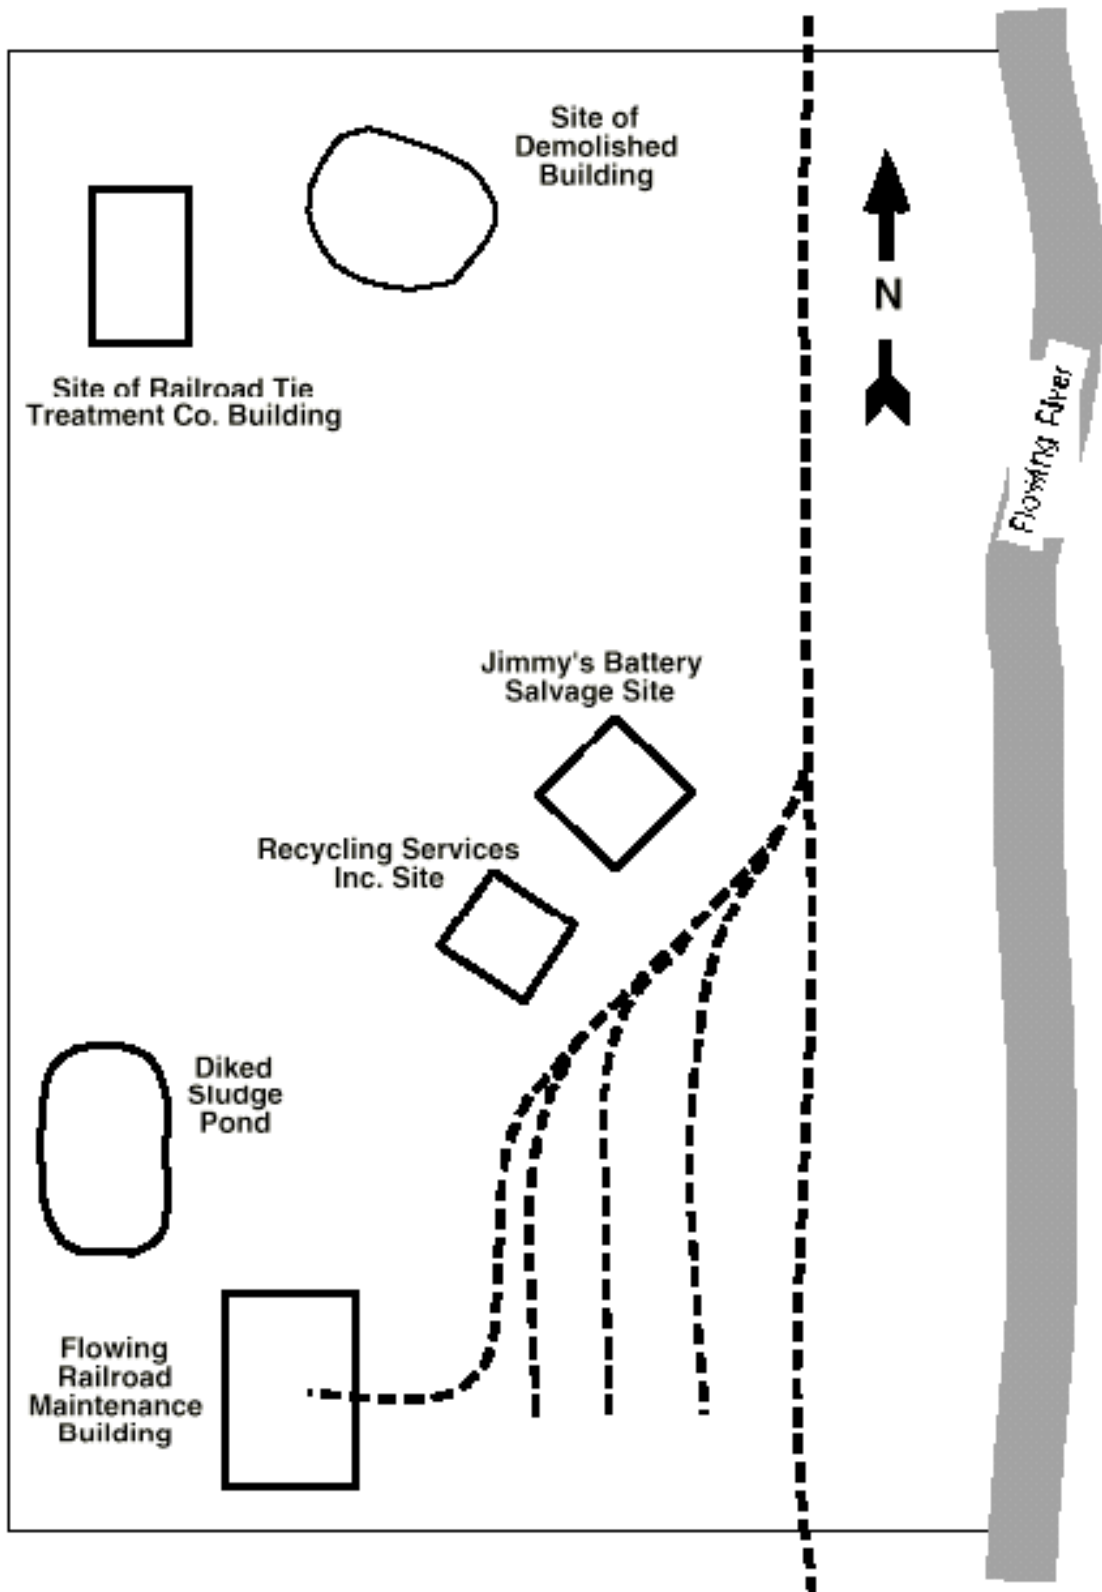 Site of
Demolished
Building
N
Site of Railroad Tie
Treatment Co. Building
Flowing River
Jimmy's Battery
Salvage Site
Recycling Services
Inc. Site
Diked
Sludge
Pond
Flowing
Railroad
Maintenance
Building